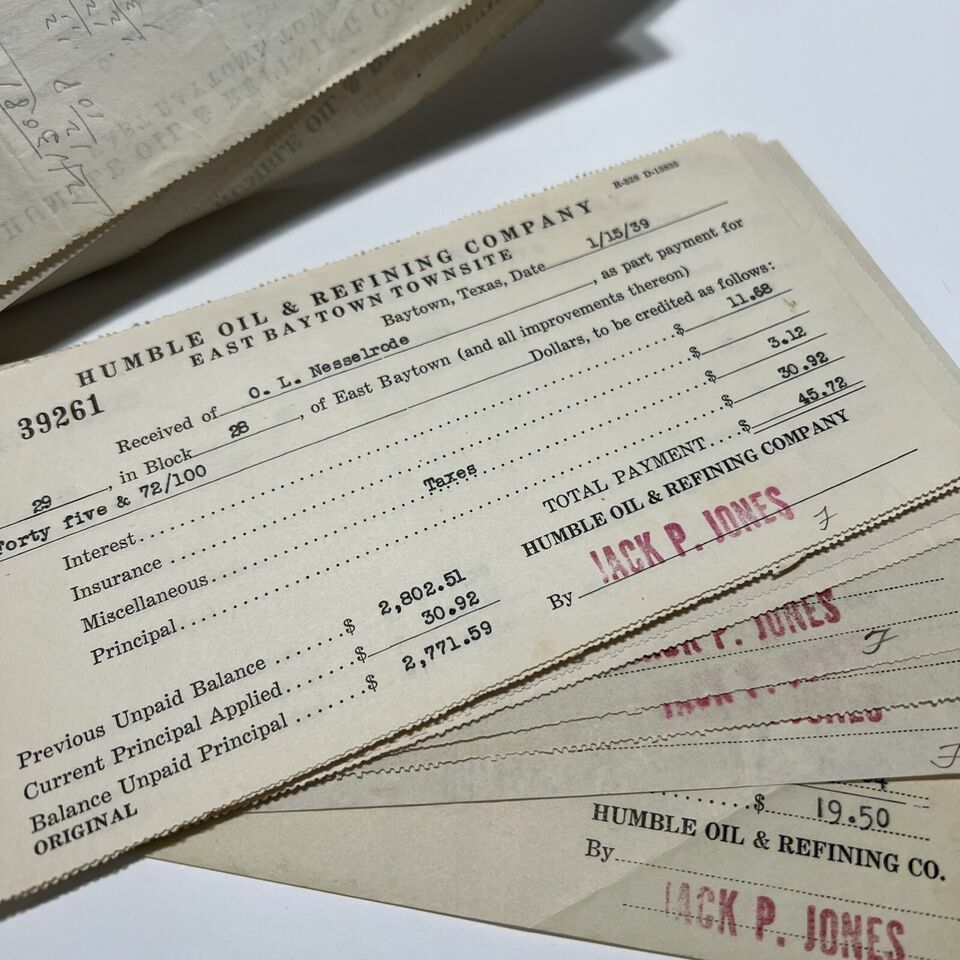 R-328 D-13835
HUMBLE OIL & REFINING COMPANY
EAST BAYTOWN TOWNSITE
39261
Baytown, Texas, Date 1/15/39
Received of O. L. Nesselrode, as part payment for
29, in Block 28, of East Baytown (and all improvements thereon)
Forty five & 72/100 Dollars, to be credited as follows:
Interest $ 11.68
Insurance $ 3.12
Miscellaneous Taxes $
Principal $ 30.92
TOTAL PAYMENT $ 45.72
HUMBLE OIL & REFINING COMPANY
Previous Unpaid Balance $ 2,802.51
Current Principal Applied $ 30.92
Balance Unpaid Principal $ 2,771.59
By JACK P. JONES F
ORIGINAL
P. JONES
F
JONES
F
$ 19.50
HUMBLE OIL & REFINING CO.
By
JACK P. JONES